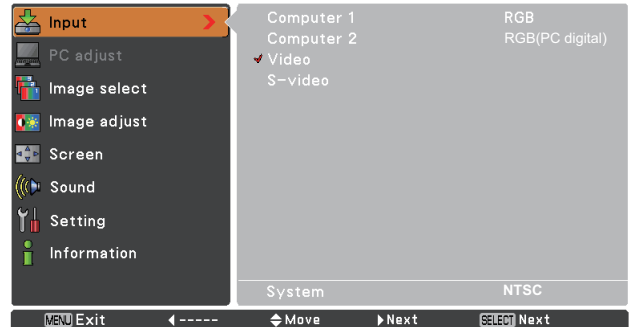 Input
PC adjust
Image select
Image adjust
Screen
Sound
Setting
Information
Computer 1 RGB
Computer 2 RGB(PC digital)
Video
S-video
System NTSC
MENU Exit ----- Move Next SELECT Next